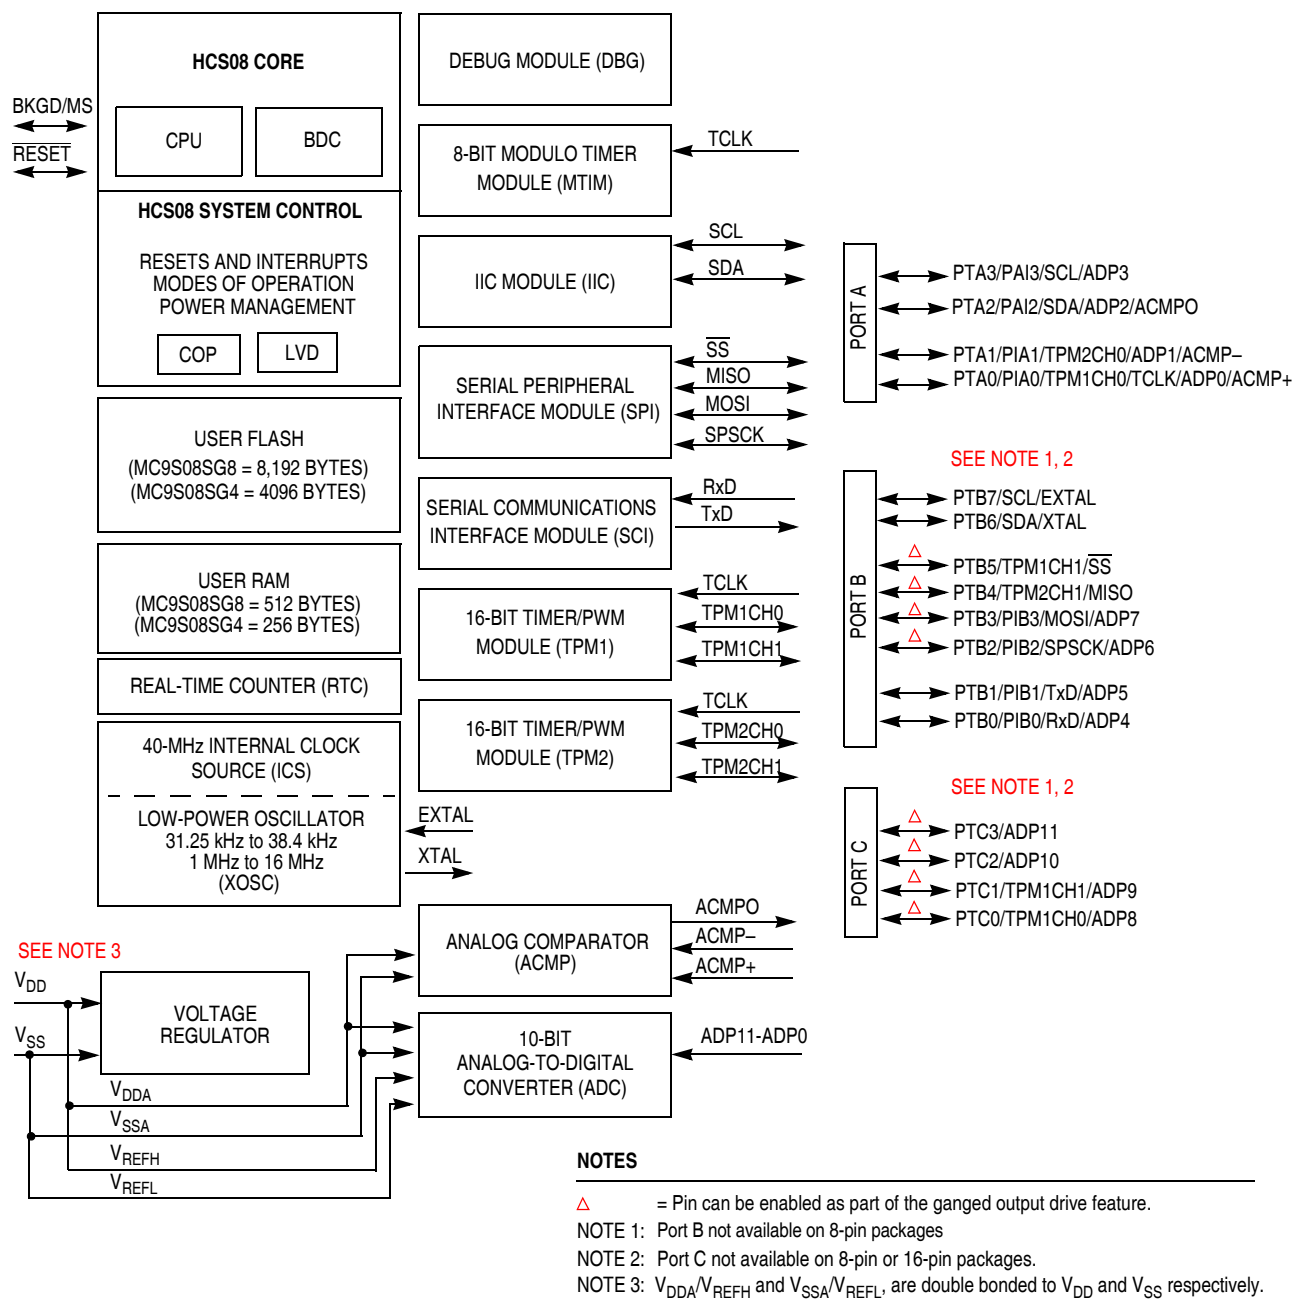 HCS08 CORE
CPU
BDC
BKGD/MS
RESET
HCS08 SYSTEM CONTROL
RESETS AND INTERRUPTS
MODES OF OPERATION
POWER MANAGEMENT
COP
LVD
USER FLASH
(MC9S08SG8 = 8,192 BYTES)
(MC9S08SG4 = 4096 BYTES)
USER RAM
(MC9S08SG8 = 512 BYTES)
(MC9S08SG4 = 256 BYTES)
REAL-TIME COUNTER (RTC)
40-MHz INTERNAL CLOCK
SOURCE (ICS)
LOW-POWER OSCILLATOR
31.25 kHz to 38.4 kHz
1 MHz to 16 MHz
(XOSC)
EXTAL
XTAL
SEE NOTE 3
VDD
VSS
VOLTAGE
REGULATOR
VDDA
VSSA
VREFH
VREFL
DEBUG MODULE (DBG)
8-BIT MODULO TIMER
MODULE (MTIM)
TCLK
IIC MODULE (IIC)
SCL
SDA
SERIAL PERIPHERAL
INTERFACE MODULE (SPI)
SS
MISO
MOSI
SPSCK
SERIAL COMMUNICATIONS
INTERFACE MODULE (SCI)
RxD
TxD
16-BIT TIMER/PWM
MODULE (TPM1)
TCLK
TPM1CH0
TPM1CH1
16-BIT TIMER/PWM
MODULE (TPM2)
TCLK
TPM2CH0
TPM2CH1
ANALOG COMPARATOR
(ACMP)
ACMPO
ACMP–
ACMP+
10-BIT
ANALOG-TO-DIGITAL
CONVERTER (ADC)
ADP11-ADP0
PORT A
PTA3/PAI3/SCL/ADP3
PTA2/PAI2/SDA/ADP2/ACMPO
PTA1/PIA1/TPM2CH0/ADP1/ACMP–
PTA0/PIA0/TPM1CH0/TCLK/ADP0/ACMP+
SEE NOTE 1, 2
PORT B
PTB7/SCL/EXTAL
PTB6/SDA/XTAL
PTB5/TPM1CH1/SS
PTB4/TPM2CH1/MISO
PTB3/PIB3/MOSI/ADP7
PTB2/PIB2/SPSCK/ADP6
PTB1/PIB1/TxD/ADP5
PTB0/PIB0/RxD/ADP4
SEE NOTE 1, 2
PORT C
PTC3/ADP11
PTC2/ADP10
PTC1/TPM1CH1/ADP9
PTC0/TPM1CH0/ADP8
NOTES
△ = Pin can be enabled as part of the ganged output drive feature.
NOTE 1: Port B not available on 8-pin packages
NOTE 2: Port C not available on 8-pin or 16-pin packages.
NOTE 3: VDDA/VREFH and VSSA/VREFL, are double bonded to VDD and VSS respectively.